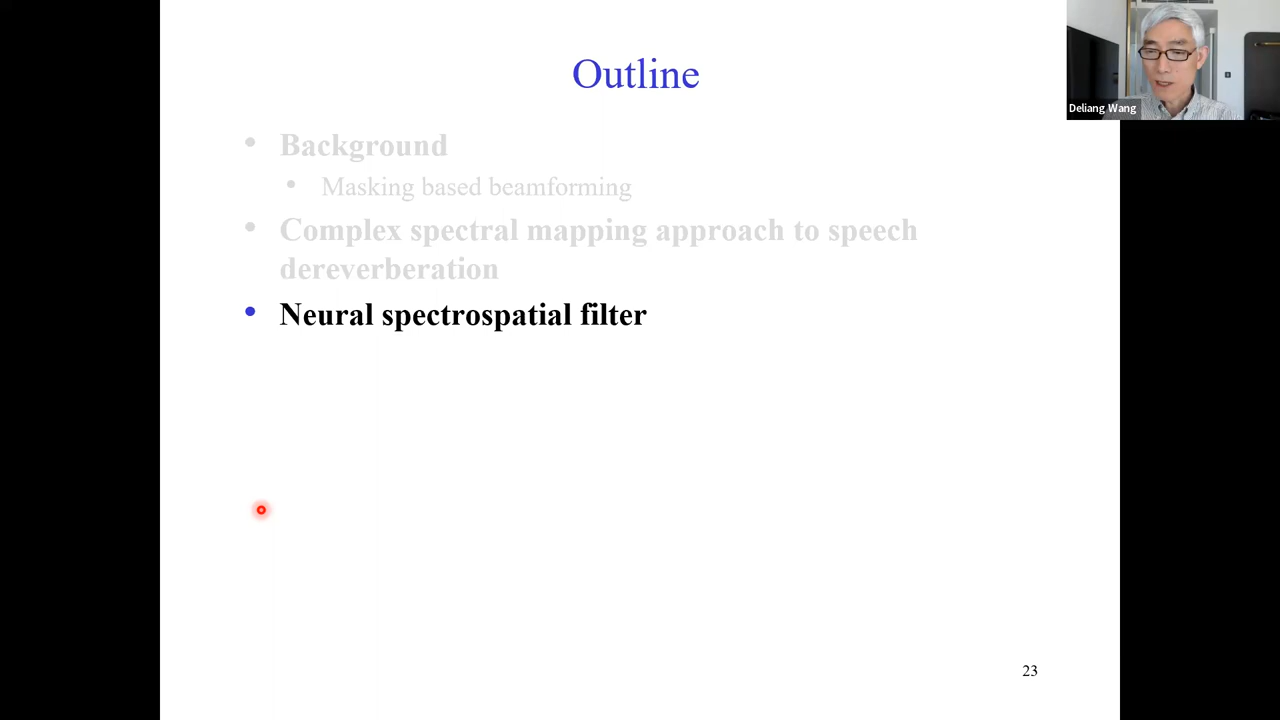 Outline
Deliang Wang
• Background
• Masking based beamforming
• Complex spectral mapping approach to speech
dereverberation
• Neural spectrospatial filter
23